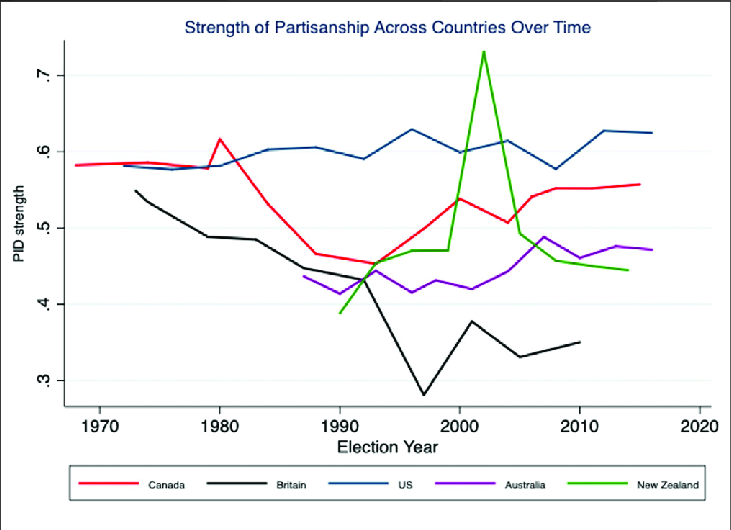 Strength of Partisanship Across Countries Over Time
PID strength
.7
.6
.5
.4
.3
1970 1980 1990 2000 2010 2020
Election Year
Canada Britain US Australia New Zealand